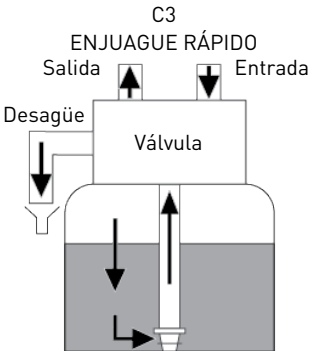 C3
ENJUAGUE RÁPIDO
Salida Entrada
Desagüe
Válvula